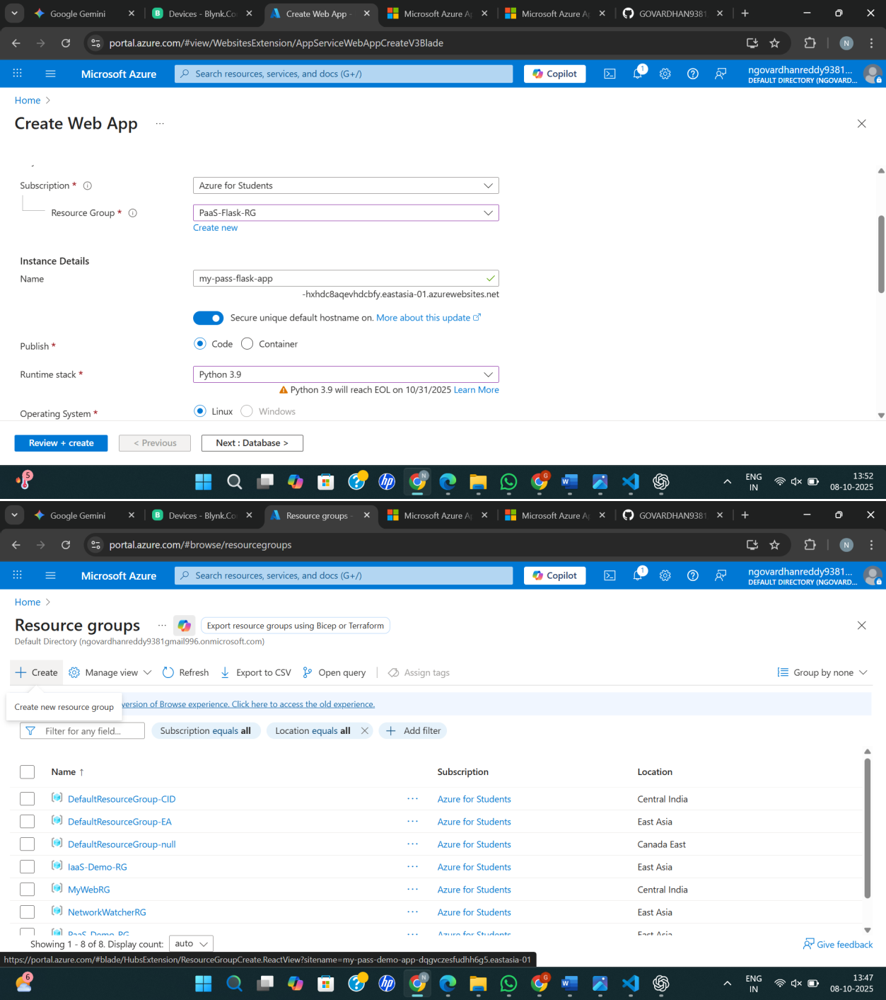 Google Gemini
Devices - Blynk.Co
Create Web App -
Microsoft Azure Ap
Microsoft Azure Ap
GOVARDHAN9381
portal.azure.com/#view/WebsitesExtension/AppServiceWebAppCreateV3Blade
N
Microsoft Azure
Search resources, services, and docs (G+/)
Copilot
1
ngovardhanreddy9381...
DEFAULT DIRECTORY (NGOVARD...
Home >
Create Web App ...
Subscription *
Azure for Students
Resource Group *
PaaS-Flask-RG
Create new
Instance Details
Name
my-pass-flask-app
-hxhdc8aqevhdcbfy.eastasia-01.azurewebsites.net
Secure unique default hostname on. More about this update
Publish *
Code Container
Runtime stack *
Python 3.9
Python 3.9 will reach EOL on 10/31/2025 Learn More
Operating System *
Linux Windows
Review + create
< Previous
Next : Database >
5
ENG
IN
13:52
08-10-2025
Google Gemini
Devices - Blynk.Co
Resource groups -
Microsoft Azure Ap
Microsoft Azure Ap
GOVARDHAN9381
portal.azure.com/#browse/resourcegroups
N
Microsoft Azure
Search resources, services, and docs (G+/)
Copilot
1
ngovardhanreddy9381...
DEFAULT DIRECTORY (NGOVARD...
Home >
Resource groups ...
Export resource groups using Bicep or Terraform
Default Directory (ngovardhanreddy9381gmail996.onmicrosoft.com)
Create Manage view Refresh Export to CSV Open query Assign tags Group by none
Create new resource group
version of Browse experience. Click here to access the old experience.
Filter for any field...
Subscription equals all
Location equals all
Add filter
Name ↑ Subscription Location
DefaultResourceGroup-CID ... Azure for Students Central India
DefaultResourceGroup-EA ... Azure for Students East Asia
DefaultResourceGroup-null ... Azure for Students Canada East
IaaS-Demo-RG ... Azure for Students East Asia
MyWebRG ... Azure for Students Central India
NetworkWatcherRG ... Azure for Students East Asia
PaaS-Demo-RG ... Azure for Students East Asia
Showing 1 - 8 of 8. Display count: auto
Give feedback
https://portal.azure.com/#blade/HubsExtension/ResourceGroupCreate.ReactView?sitename=my-pass-demo-app-dqgvczesfudhh6g5.eastasia-01
6
ENG
IN
13:47
08-10-2025